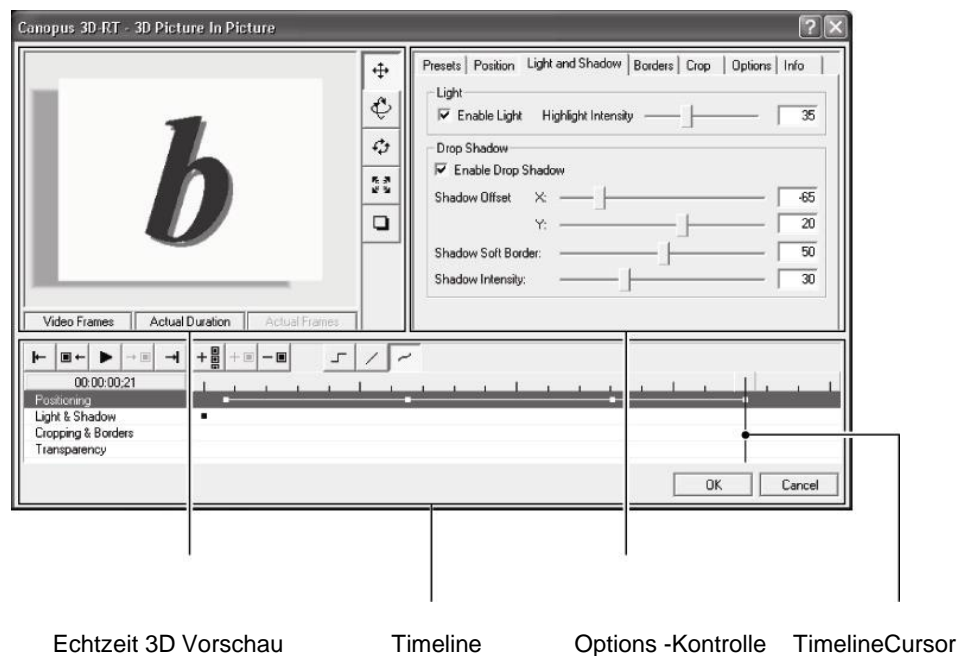 Canopus 3D-RT - 3D Picture In Picture
Presets Position Light and Shadow Borders Crop Options Info
Light
Enable Light Highlight Intensity 35
Drop Shadow
Enable Drop Shadow
Shadow Offset X: -65
Y: 20
Shadow Soft Border: 50
Shadow Intensity: 30
b
Video Frames Actual Duration Actual Frames
00:00:00;21
Positioning
Light & Shadow
Cropping & Borders
Transparency
OK Cancel
Echtzeit 3D Vorschau Timeline Options -Kontrolle TimelineCursor